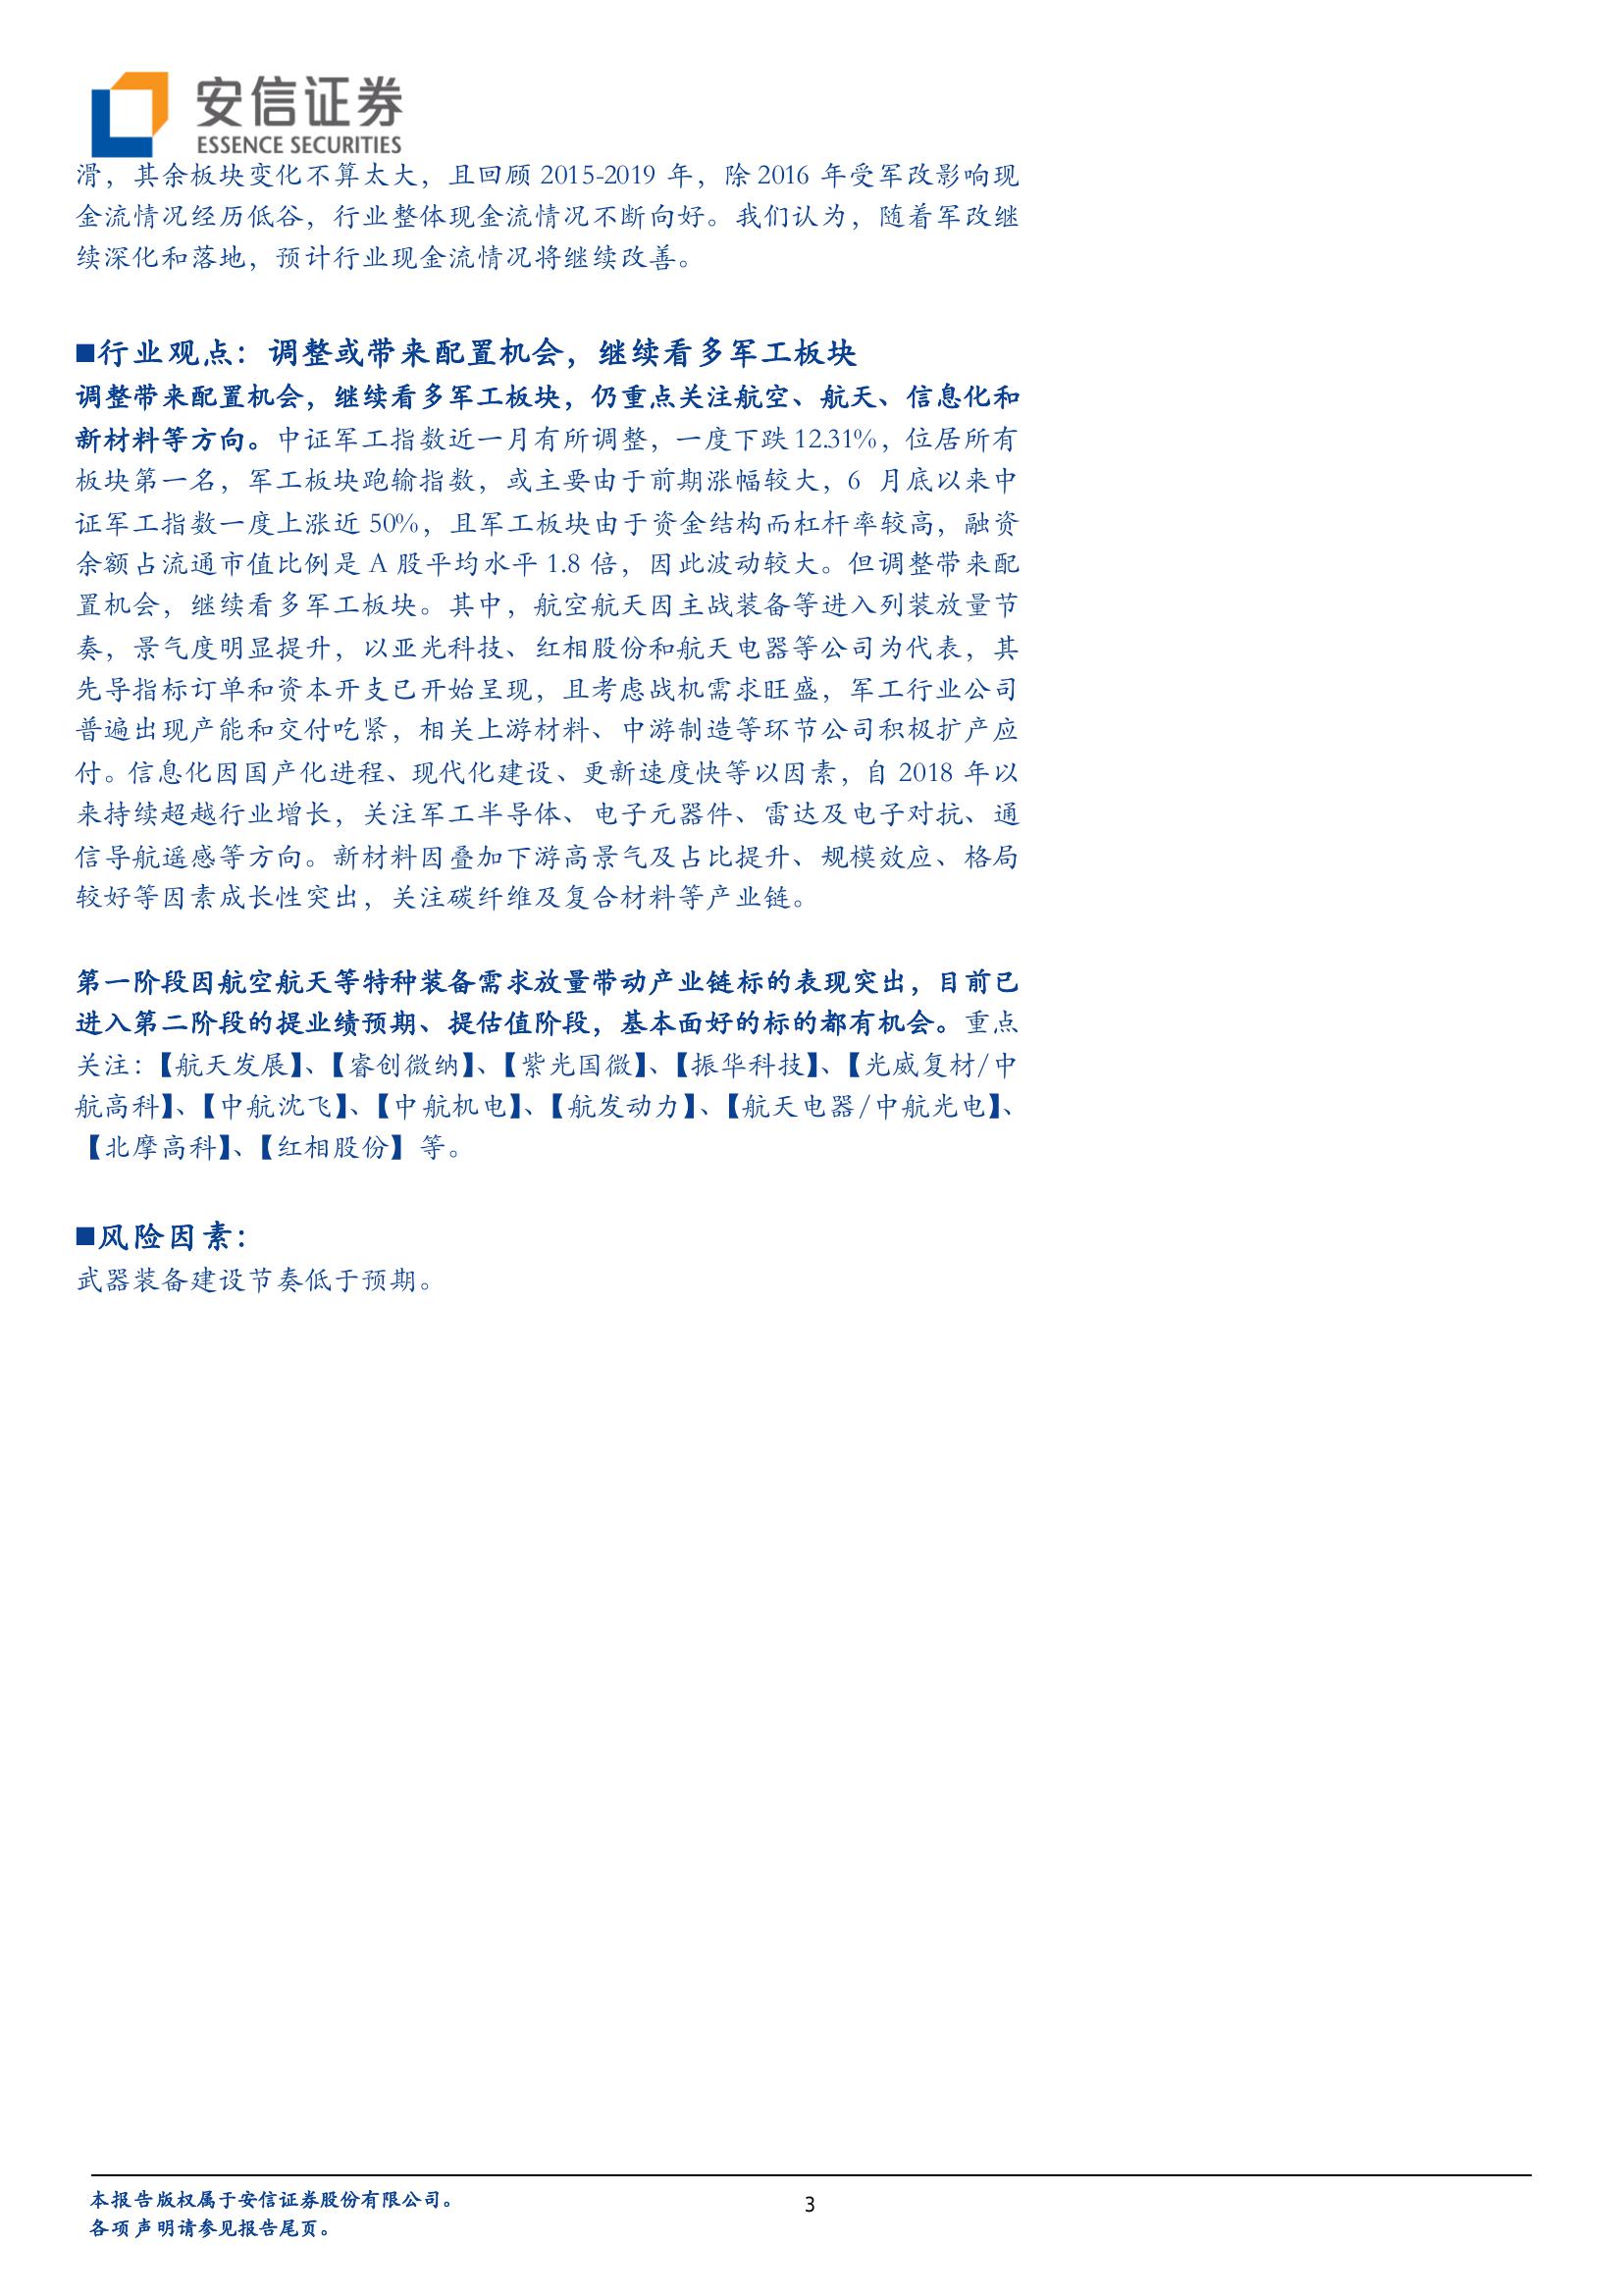 安信证券
ESSENCE SECURITIES
滑，其余板块变化不算太大，且回顾 2015-2019 年，除 2016 年受军改影响现
金流情况经历低谷，行业整体现金流情况不断向好。我们认为，随着军改继
续深化和落地，预计行业现金流情况将继续改善。
■行业观点：调整或带来配置机会，继续看多军工板块
调整带来配置机会，继续看多军工板块，仍重点关注航空、航天、信息化和
新材料等方向。中证军工指数近一月有所调整，一度下跌 12.31%，位居所有
板块第一名，军工板块跑输指数，或主要由于前期涨幅较大，6 月底以来中
证军工指数一度上涨近 50%，且军工板块由于资金结构而杠杆率较高，融资
余额占流通市值比例是 A 股平均水平 1.8 倍，因此波动较大。但调整带来配
置机会，继续看多军工板块。其中，航空航天因主战装备等进入列装放量节
奏，景气度明显提升，以亚光科技、红相股份和航天电器等公司为代表，其
先导指标订单和资本开支已开始呈现，且考虑战机需求旺盛，军工行业公司
普遍出现产能和交付吃紧，相关上游材料、中游制造等环节公司积极扩产应
付。信息化因国产化进程、现代化建设、更新速度快等以因素，自 2018 年以
来持续超越行业增长，关注军工半导体、电子元器件、雷达及电子对抗、通
信导航遥感等方向。新材料因叠加下游高景气及占比提升、规模效应、格局
较好等因素成长性突出，关注碳纤维及复合材料等产业链。
第一阶段因航空航天等特种装备需求放量带动产业链标的表现突出，目前已
进入第二阶段的提业绩预期、提估值阶段，基本面好的标的都有机会。重点
关注：【航天发展】、【睿创微纳】、【紫光国微】、【振华科技】、【光威复材/中
航高科】、【中航沈飞】、【中航机电】、【航发动力】、【航天电器/中航光电】、
【北摩高科】、【红相股份】等。
■风险因素：
武器装备建设节奏低于预期。
本报告版权属于安信证券股份有限公司。
各项声明请参见报告尾页。
3